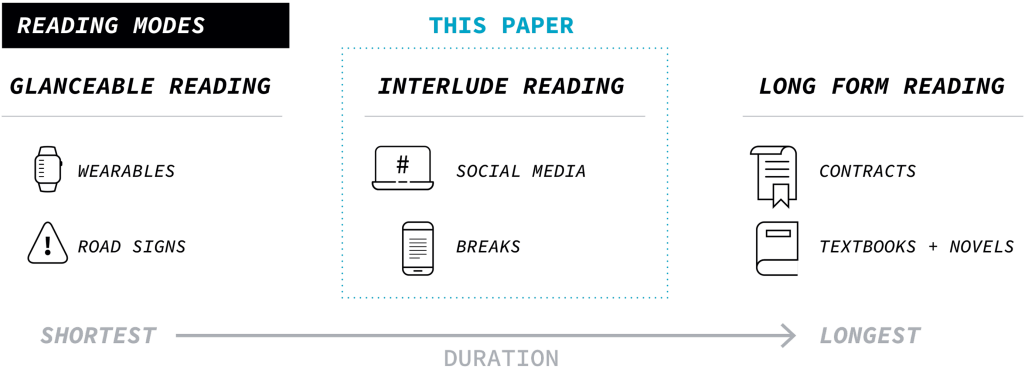 READING MODES
THIS PAPER
GLANCEABLE READING
INTERLUDE READING
LONG FORM READING
WEARABLES
#
SOCIAL MEDIA
CONTRACTS
!
ROAD SIGNS
BREAKS
TEXTBOOKS + NOVELS
SHORTEST
LONGEST
DURATION